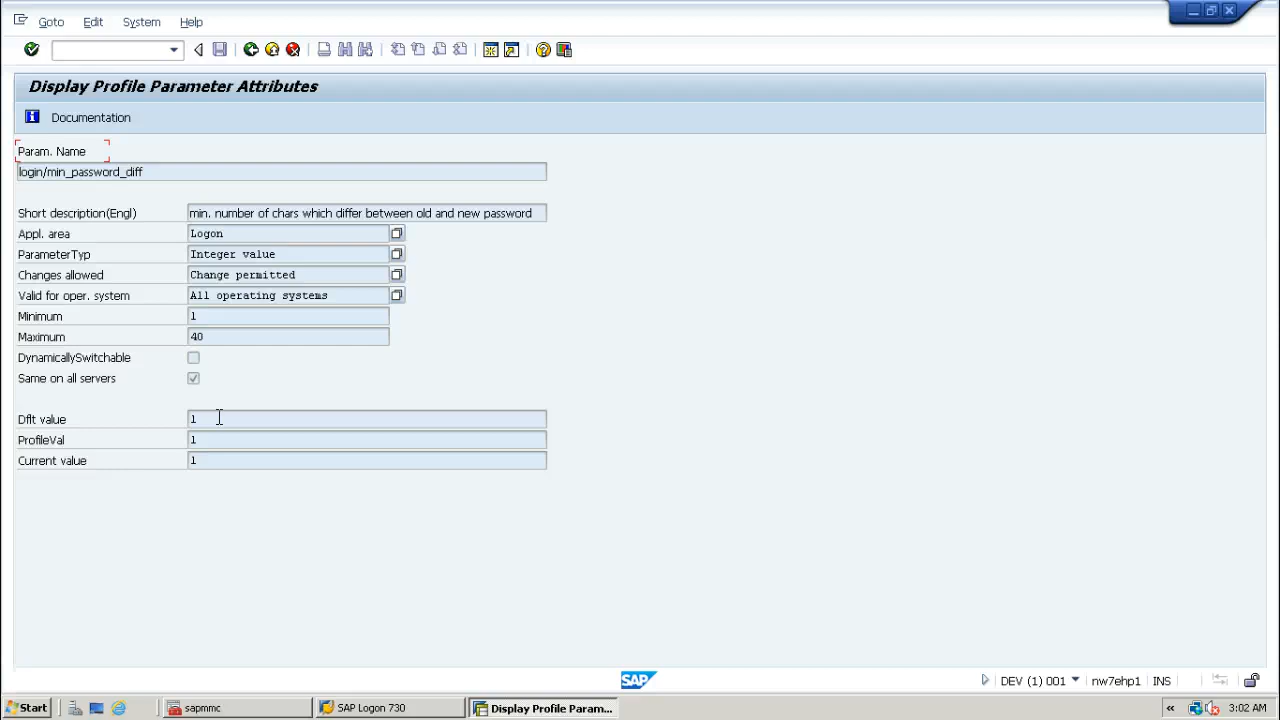 Goto Edit System Help
Display Profile Parameter Attributes
Documentation
Param. Name
login/min_password_diff
Short description(Engl) min. number of chars which differ between old and new password
Appl. area Logon
ParameterTyp Integer value
Changes allowed Change permitted
Valid for oper. system All operating systems
Minimum 1
Maximum 40
DynamicallySwitchable
Same on all servers
Dflt value 1
ProfileVal 1
Current value 1
SAP DEV (1) 001 nw7ehp1 INS
Start sapmmc SAP Logon 730 Display Profile Param... « 3:02 AM